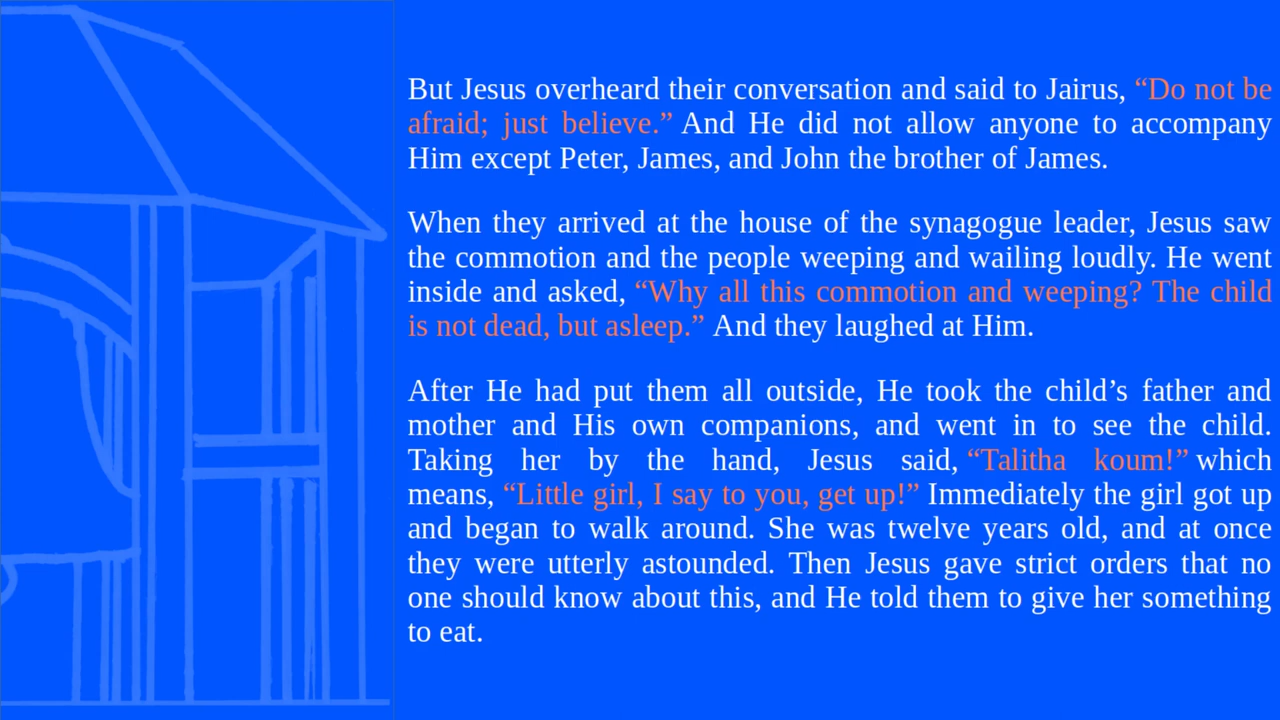 But Jesus overheard their conversation and said to Jairus, “Do not be
afraid; just believe.” And He did not allow anyone to accompany
Him except Peter, James, and John the brother of James.
When they arrived at the house of the synagogue leader, Jesus saw
the commotion and the people weeping and wailing loudly. He went
inside and asked, “Why all this commotion and weeping? The child
is not dead, but asleep.” And they laughed at Him.
After He had put them all outside, He took the child’s father and
mother and His own companions, and went in to see the child.
Taking her by the hand, Jesus said, “Talitha koum!” which
means, “Little girl, I say to you, get up!” Immediately the girl got up
and began to walk around. She was twelve years old, and at once
they were utterly astounded. Then Jesus gave strict orders that no
one should know about this, and He told them to give her something
to eat.